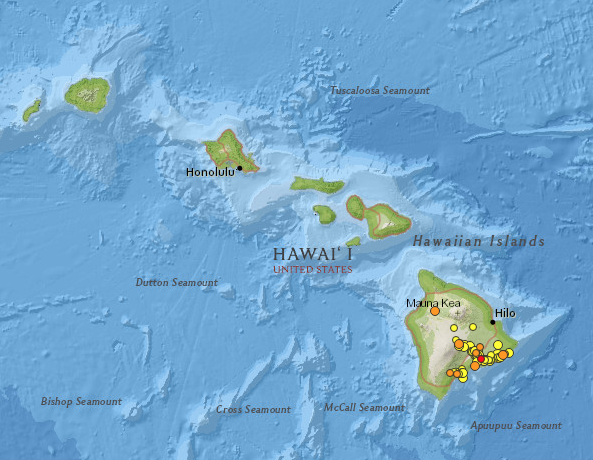 Tuscaloosa Seamount
Honolulu
HAWAIʻI
UNITED STATES
Hawaiian Islands
Dutton Seamount
Mauna Kea
Hilo
Bishop Seamount
Cross Seamount
McCall Seamount
Apuupuu Seamount